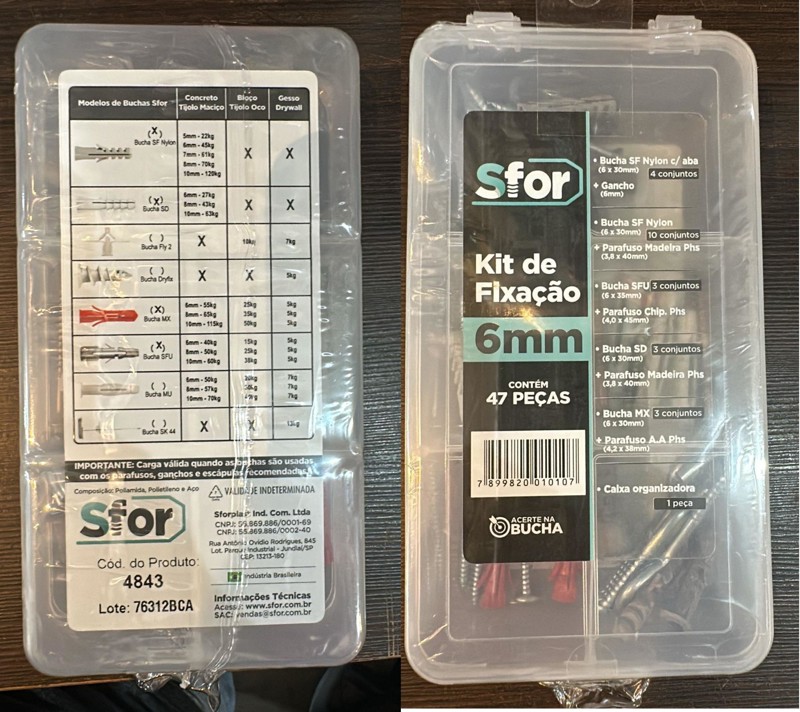 Modelos de Buchas Sfor
Concreto
Tijolo Maciço
Bloco
Tijolo Oco
Gesso
Drywall
(X)
Bucha SF Nylon
5mm - 22kg
6mm - 45kg
7mm - 61kg
8mm - 70kg
10mm - 120kg
X
X
(X)
Bucha SD
6mm - 27kg
8mm - 43kg
10mm - 63kg
X
X
( )
Bucha Fly 2
X
10kg
7kg
( )
Bucha Dryfix
X
X
5kg
(X)
Bucha MX
6mm - 55kg
8mm - 65kg
10mm - 115kg
25kg
35kg
50kg
5kg
5kg
5kg
(X)
Bucha SFU
6mm - 40kg
8mm - 50kg
10mm - 60kg
15kg
25kg
38kg
5kg
5kg
5kg
( )
Bucha MU
6mm - 50kg
8mm - 57kg
10mm - 70kg
7kg
7kg
7kg
( )
Bucha SK 44
X
X
IMPORTANTE: Carga válida quando as buchas são usadas
com os parafusos, ganchos e escápulas recomendadas.
Composição: Poliamida, Polietileno e Aço
Sfor
Cód. do Produto:
4843
Lote: 76312BCA
VALIDADE INDETERMINADA
Sforplast Ind. Com. Ltda
CNPJ: 55.869.886/0001-69
CNPJ: 55.869.886/0002-40
Rua Antônio Ovidio Rodrigues, 845
Lot. Parque Industrial - Jundiaí/SP
CEP: 13213-180
Indústria Brasileira
Informações Técnicas
Acesse: www.sfor.com.br
SAC: vendas@sfor.com.br
Sfor
Kit de
Fixação
6mm
CONTÉM
47 PEÇAS
7 899820 010107
ACERTE NA
BUCHA
• Bucha SF Nylon c/ aba
(6 x 30mm) 4 conjuntos
+ Gancho
(6mm)
• Bucha SF Nylon
(6 x 30mm) 10 conjuntos
+ Parafuso Madeira Phs
(3,8 x 40mm)
• Bucha SFU 3 conjuntos
(6 x 35mm)
+ Parafuso Chip. Phs
(4,0 x 45mm)
• Bucha SD 3 conjuntos
(6 x 30mm)
+ Parafuso Madeira Phs
(3,8 x 40mm)
• Bucha MX 3 conjuntos
(6 x 30mm)
+ Parafuso A.A Phs
(4,2 x 38mm)
• Caixa organizadora
1 peça